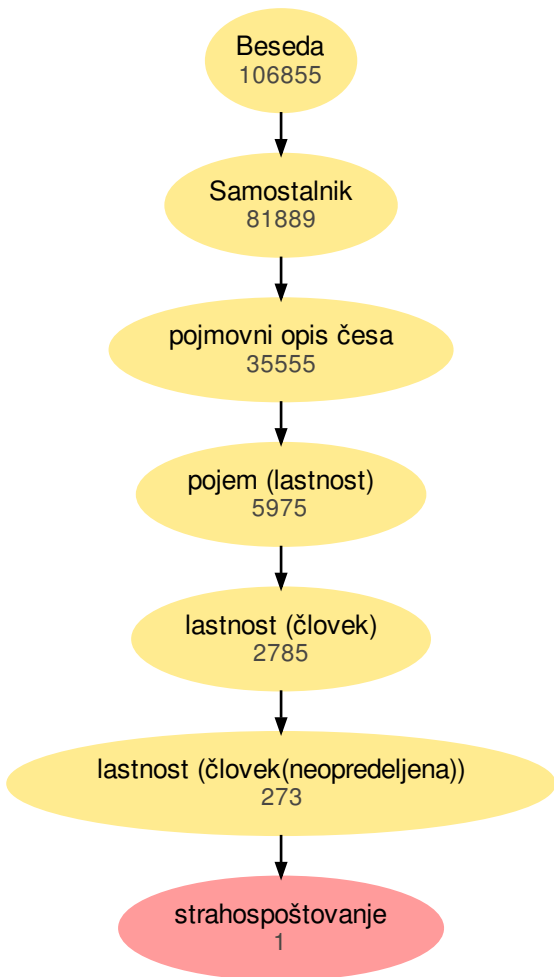 Beseda
106855
Samostalnik
81889
pojmovni opis česa
35555
pojem (lastnost)
5975
lastnost (človek)
2785
lastnost (človek(neopredeljena))
273
strahospoštovanje
1